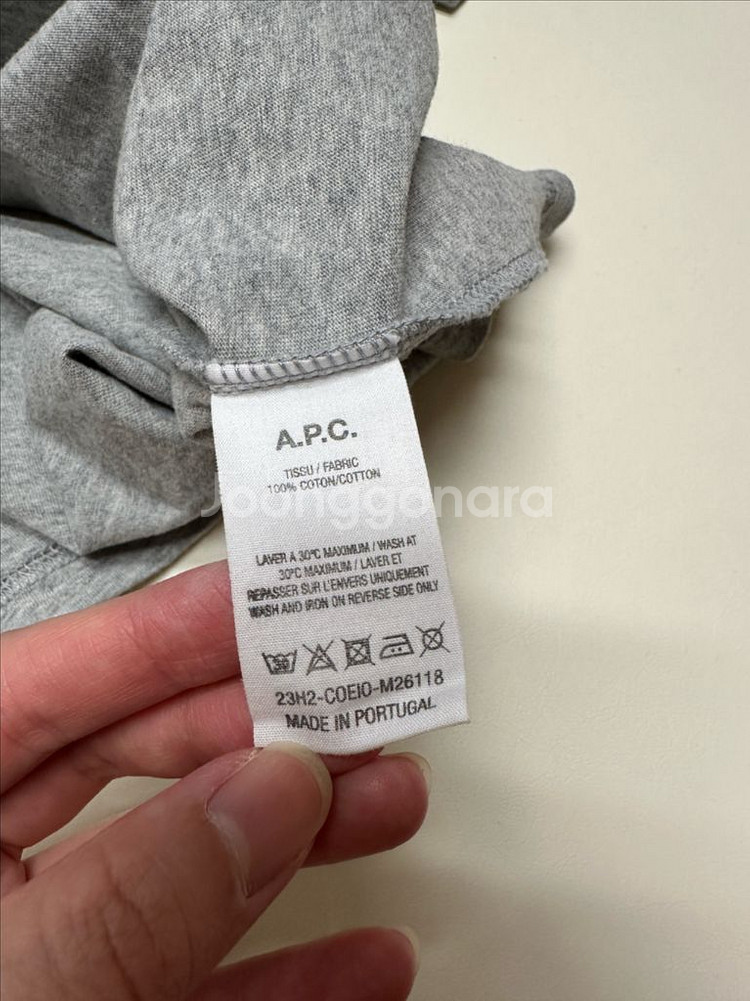 A.P.C.
TISSU / FABRIC
100% COTON/COTTON
Joonggonara
LAVER A 30°C MAXIMUM / WASH AT
30°C MAXIMUM / LAVER ET
REPASSER SUR L'ENVERS UNIQUEMENT
WASH AND IRON ON REVERSE SIDE ONLY
30
23H2-COEIO-M26118
MADE IN PORTUGAL